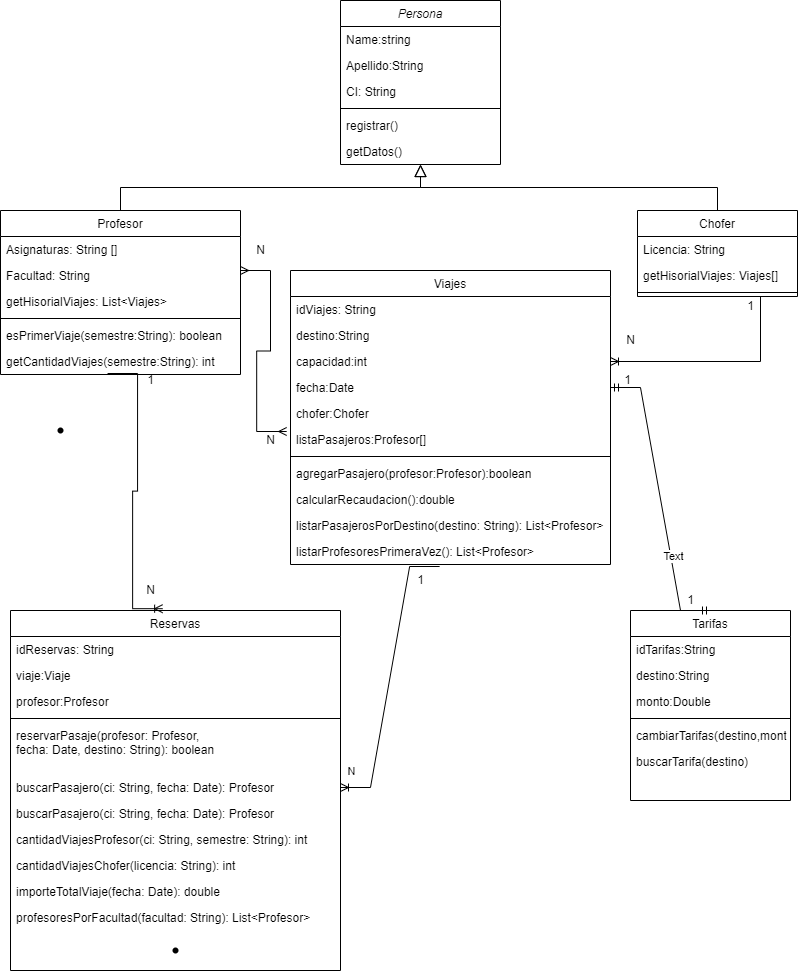 Persona
Name:string
Apellido:String
CI: String
registrar()
getDatos()
Profesor
Asignaturas: String []
Facultad: String
getHisorialViajes: List<Viajes>
esPrimerViaje(semestre:String): boolean
getCantidadViajes(semestre:String): int
Chofer
Licencia: String
getHisorialViajes: Viajes[]
N
N
1
N
1
1
Viajes
idViajes: String
destino:String
capacidad:int
fecha:Date
chofer:Chofer
listaPasajeros:Profesor[]
agregarPasajero(profesor:Profesor):boolean
calcularRecaudacion():double
listarPasajerosPorDestino(destino: String): List<Profesor>
listarProfesoresPrimeraVez(): List<Profesor>
Text
1
N
1
N
Reservas
idReservas: String
viaje:Viaje
profesor:Profesor
reservarPasaje(profesor: Profesor,
fecha: Date, destino: String): boolean
buscarPasajero(ci: String, fecha: Date): Profesor
buscarPasajero(ci: String, fecha: Date): Profesor
cantidadViajesProfesor(ci: String, semestre: String): int
cantidadViajesChofer(licencia: String): int
importeTotalViaje(fecha: Date): double
profesoresPorFacultad(facultad: String): List<Profesor>
Tarifas
idTarifas:String
destino:String
monto:Double
cambiarTarifas(destino,mont
buscarTarifa(destino)